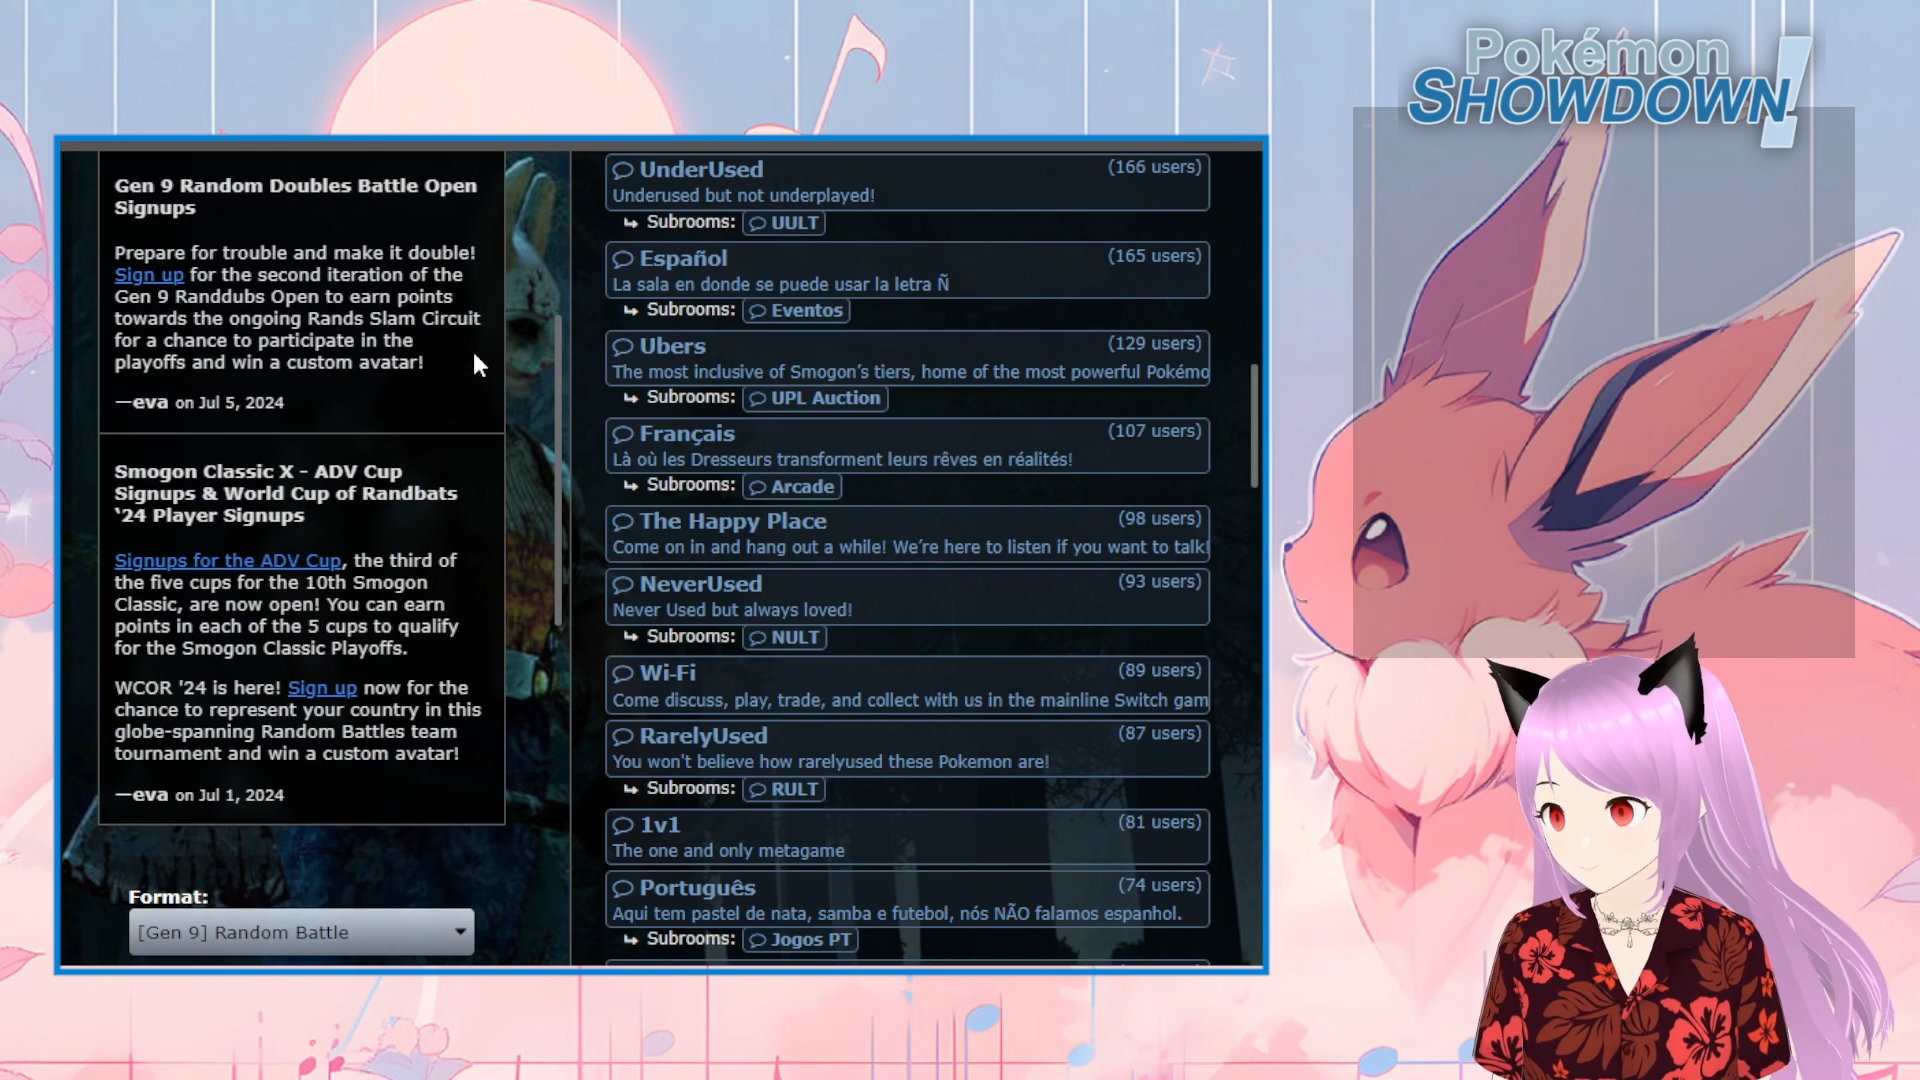 Pokémon
SHOWDOWN!
Gen 9 Random Doubles Battle Open
Signups
Prepare for trouble and make it double!
Sign up for the second iteration of the
Gen 9 Randdubs Open to earn points
towards the ongoing Rands Slam Circuit
for a chance to participate in the
playoffs and win a custom avatar!
—eva on Jul 5, 2024
Smogon Classic X - ADV Cup
Signups & World Cup of Randbats
‘24 Player Signups
Signups for the ADV Cup, the third of
the five cups for the 10th Smogon
Classic, are now open! You can earn
points in each of the 5 cups to qualify
for the Smogon Classic Playoffs.
WCOR '24 is here! Sign up now for the
chance to represent your country in this
globe-spanning Random Battles team
tournament and win a custom avatar!
—eva on Jul 1, 2024
Format:
[Gen 9] Random Battle
UnderUsed (166 users)
Underused but not underplayed!
Subrooms: UULT
Español (165 users)
La sala en donde se puede usar la letra Ñ
Subrooms: Eventos
Ubers (129 users)
The most inclusive of Smogon’s tiers, home of the most powerful Pokémo
Subrooms: UPL Auction
Français (107 users)
Là où les Dresseurs transforment leurs rêves en réalités!
Subrooms: Arcade
The Happy Place (98 users)
Come on in and hang out a while! We’re here to listen if you want to talk!
NeverUsed (93 users)
Never Used but always loved!
Subrooms: NULT
Wi-Fi (89 users)
Come discuss, play, trade, and collect with us in the mainline Switch gam
RarelyUsed (87 users)
You won't believe how rarelyused these Pokemon are!
Subrooms: RULT
1v1 (81 users)
The one and only metagame
Português (74 users)
Aqui tem pastel de nata, samba e futebol, nós NÃO falamos espanhol.
Subrooms: Jogos PT